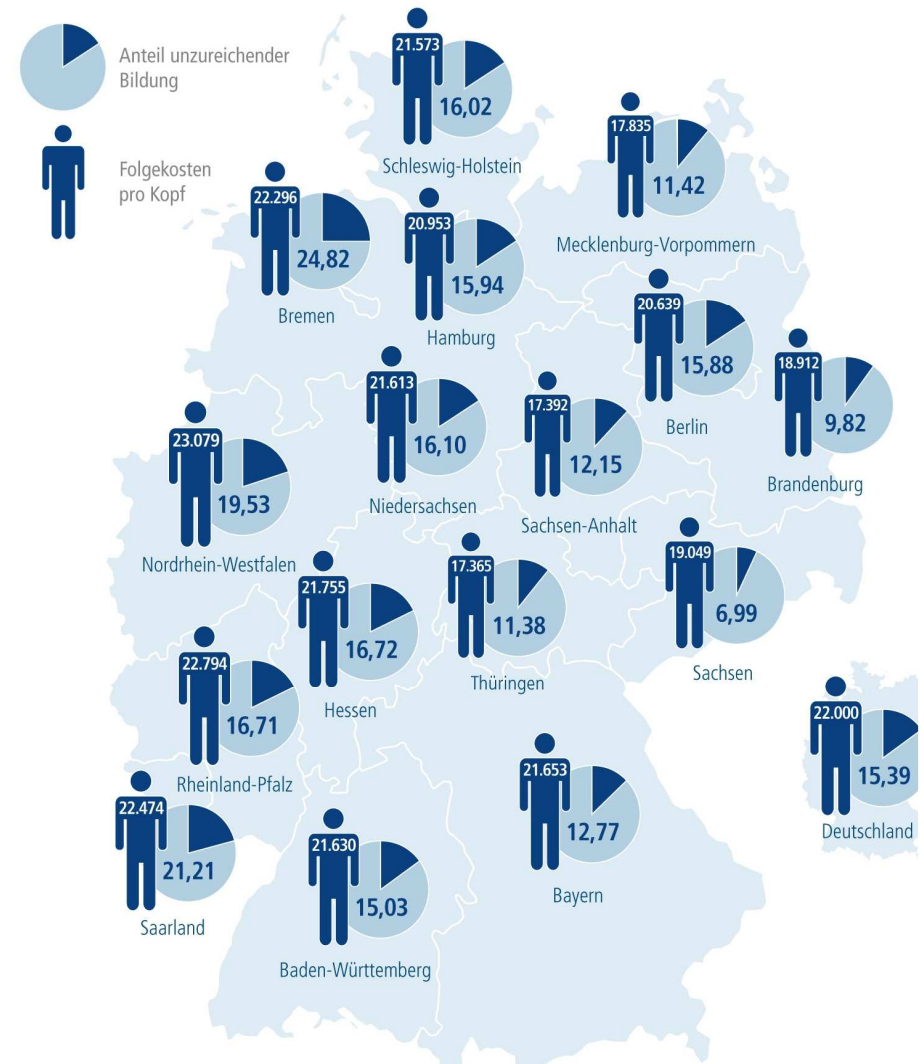 Anteil unzureichender
Bildung
Folgekosten
pro Kopf
21.573
16,02
Schleswig-Holstein
17.835
11,42
Mecklenburg-Vorpommern
22.296
24,82
Bremen
20.953
15,94
Hamburg
20.639
15,88
Berlin
18.912
9,82
Brandenburg
21.613
16,10
Niedersachsen
17.392
12,15
Sachsen-Anhalt
23.079
19,53
Nordrhein-Westfalen
21.755
16,72
Hessen
17.365
11,38
Thüringen
19.049
6,99
Sachsen
22.794
16,71
Rheinland-Pfalz
22.000
15,39
Deutschland
21.653
12,77
Bayern
22.474
21,21
Saarland
21.630
15,03
Baden-Württemberg